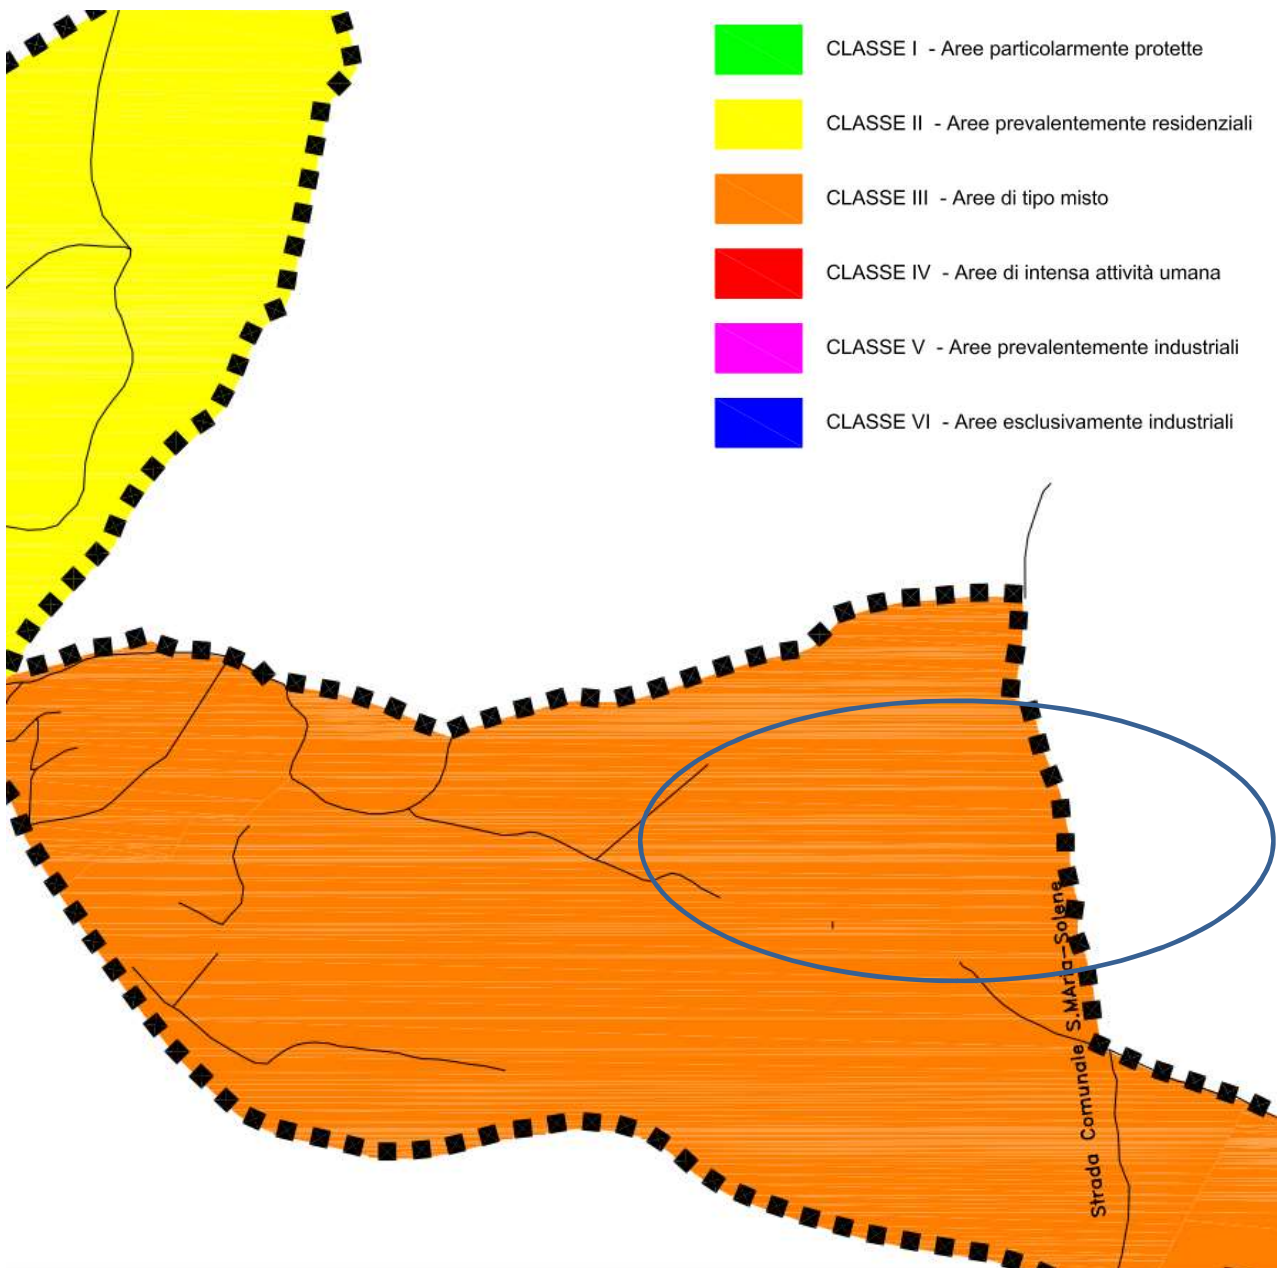 CLASSE I - Aree particolarmente protette
CLASSE II - Aree prevalentemente residenziali
CLASSE III - Aree di tipo misto
CLASSE IV - Aree di intensa attività umana
CLASSE V - Aree prevalentemente industriali
CLASSE VI - Aree esclusivamente industriali
Strada Comunale S.MAria-Solene